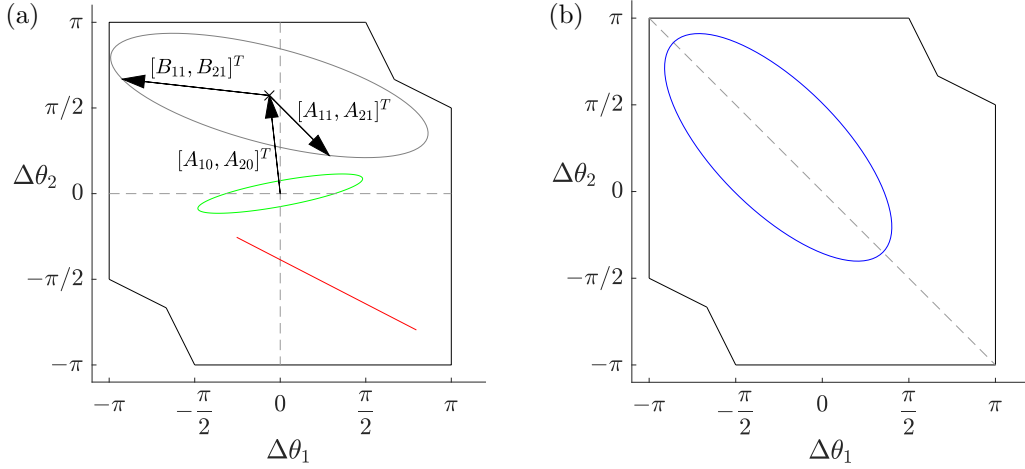 (a)
π
π/2
Δθ₂
0
−π/2
−π
[B₁₁, B₂₁]ᵀ
[A₁₁, A₂₁]ᵀ
[A₁₀, A₂₀]ᵀ
−π
−π/2
0
π/2
π
Δθ₁
(b)
π
π/2
Δθ₂
0
−π/2
−π
−π
−π/2
0
π/2
π
Δθ₁